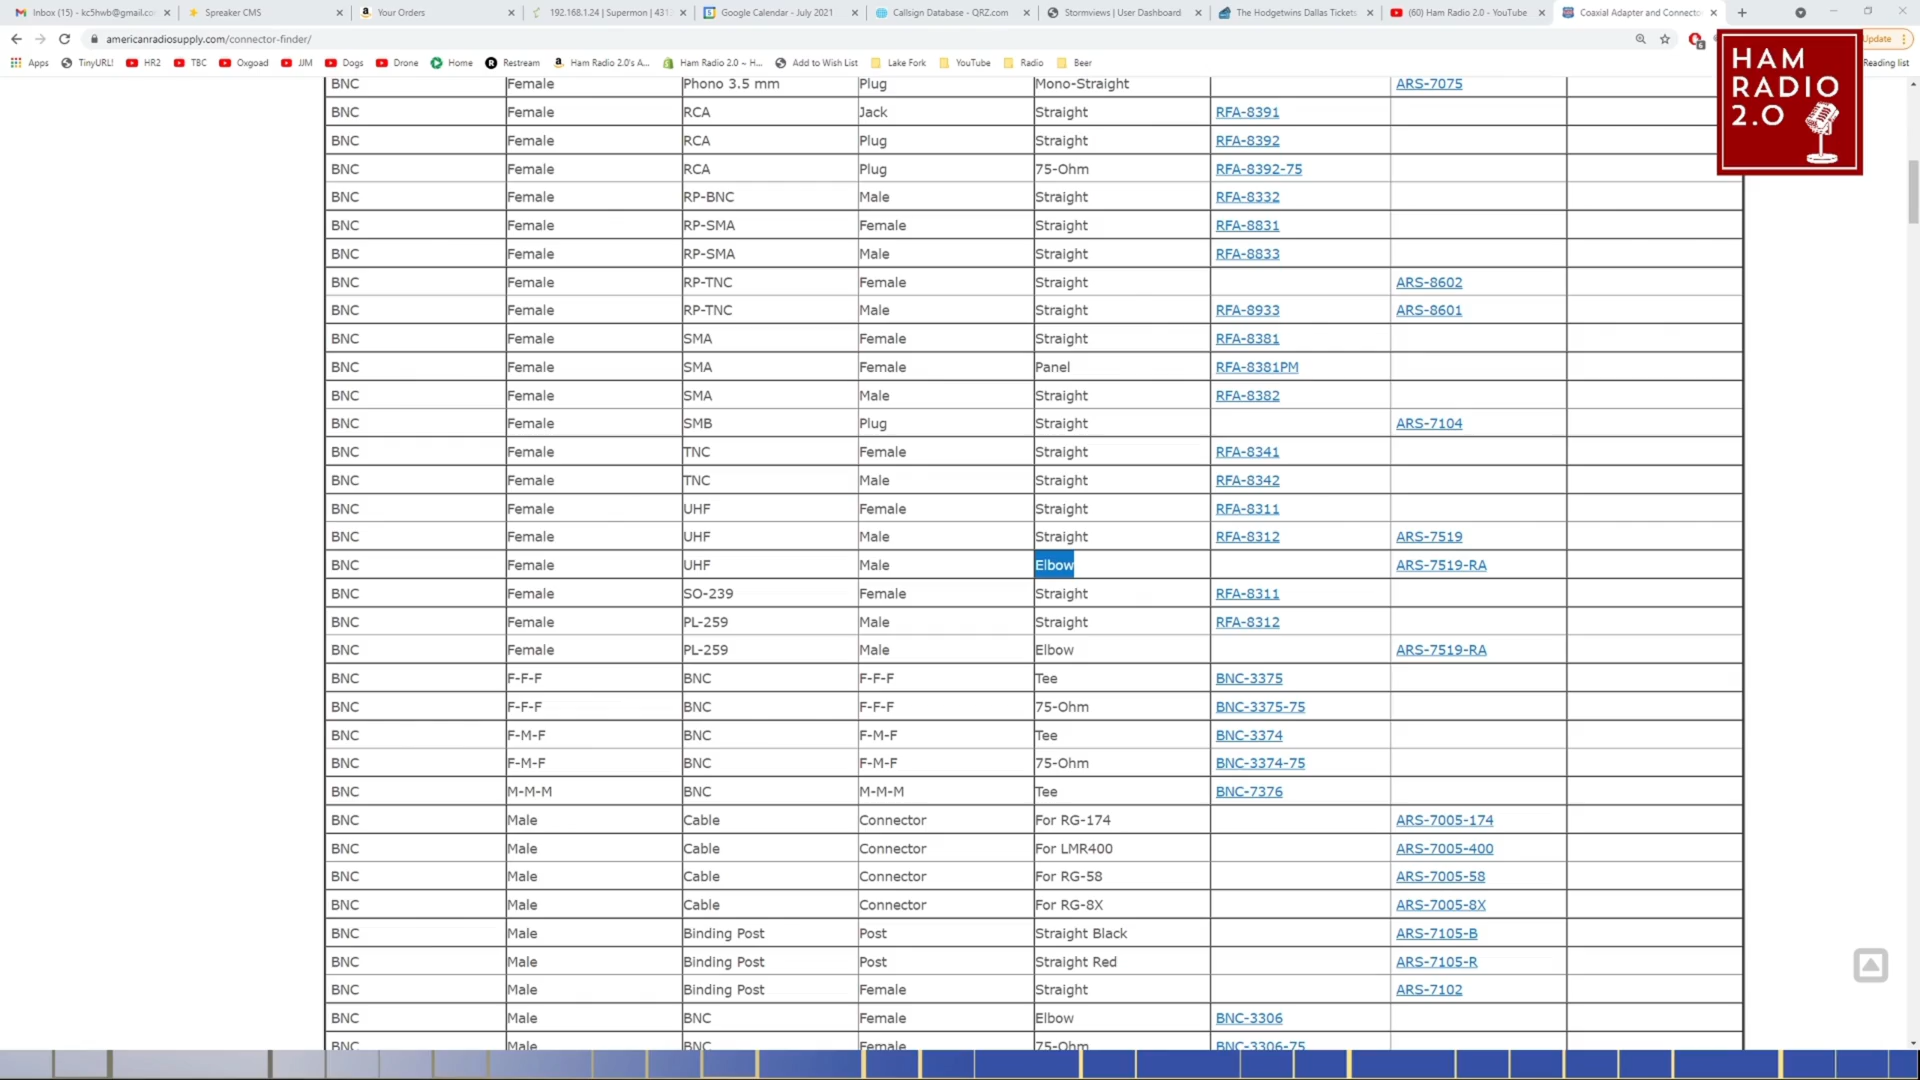 Inbox (15) - kc5hwb@gmail.co
Spreaker CMS
Your Orders
192.168.1.24 | Supermon | 431
Google Calendar - July 2021
Callsign Database - QRZ.com
Stormviews | User Dashboard
The Hodgetwins Dallas Tickets
(60) Ham Radio 2.0 - YouTube
Coaxial Adapter and Connecto
americanradiosupply.com/connector-finder/
Update
Apps TinyURL! HR2 TBC Oxgoad JJM Dogs Drone Home Restream Ham Radio 2.0's A... Ham Radio 2.0 ~ H... Add to Wish List Lake Fork YouTube Radio Beer Reading list
HAM
RADIO
2.0
BNC Female Phono 3.5 mm Plug Mono-Straight ARS-7075
BNC Female RCA Jack Straight RFA-8391
BNC Female RCA Plug Straight RFA-8392
BNC Female RCA Plug 75-Ohm RFA-8392-75
BNC Female RP-BNC Male Straight RFA-8332
BNC Female RP-SMA Female Straight RFA-8831
BNC Female RP-SMA Male Straight RFA-8833
BNC Female RP-TNC Female Straight ARS-8602
BNC Female RP-TNC Male Straight RFA-8933 ARS-8601
BNC Female SMA Female Straight RFA-8381
BNC Female SMA Female Panel RFA-8381PM
BNC Female SMA Male Straight RFA-8382
BNC Female SMB Plug Straight ARS-7104
BNC Female TNC Female Straight RFA-8341
BNC Female TNC Male Straight RFA-8342
BNC Female UHF Female Straight RFA-8311
BNC Female UHF Male Straight RFA-8312 ARS-7519
BNC Female UHF Male Elbow ARS-7519-RA
BNC Female SO-239 Female Straight RFA-8311
BNC Female PL-259 Male Straight RFA-8312
BNC Female PL-259 Male Elbow ARS-7519-RA
BNC F-F-F BNC F-F-F Tee BNC-3375
BNC F-F-F BNC F-F-F 75-Ohm BNC-3375-75
BNC F-M-F BNC F-M-F Tee BNC-3374
BNC F-M-F BNC F-M-F 75-Ohm BNC-3374-75
BNC M-M-M BNC M-M-M Tee BNC-7376
BNC Male Cable Connector For RG-174 ARS-7005-174
BNC Male Cable Connector For LMR400 ARS-7005-400
BNC Male Cable Connector For RG-58 ARS-7005-58
BNC Male Cable Connector For RG-8X ARS-7005-8X
BNC Male Binding Post Post Straight Black ARS-7105-B
BNC Male Binding Post Post Straight Red ARS-7105-R
BNC Male Binding Post Female Straight ARS-7102
BNC Male BNC Female Elbow BNC-3306
BNC Male BNC Female 75-Ohm BNC-3306-75